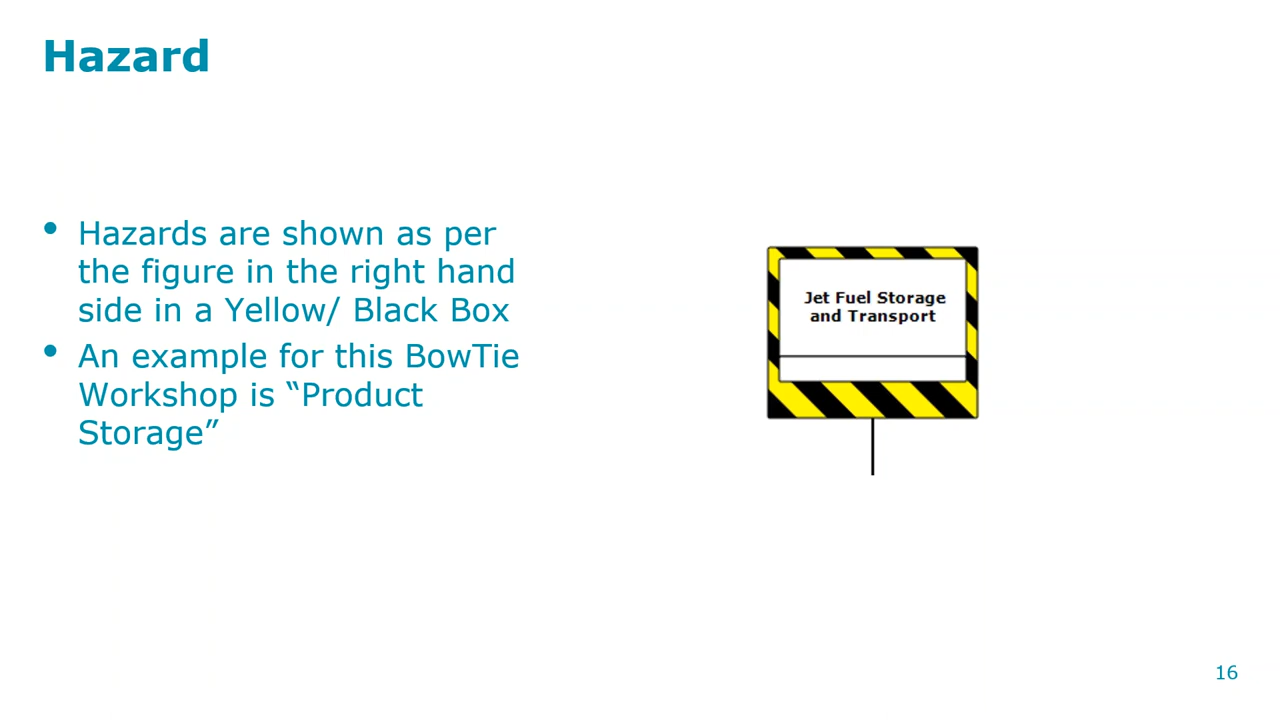 Hazard
• Hazards are shown as per
the figure in the right hand
side in a Yellow/ Black Box
• An example for this BowTie
Workshop is “Product
Storage”
Jet Fuel Storage
and Transport
16